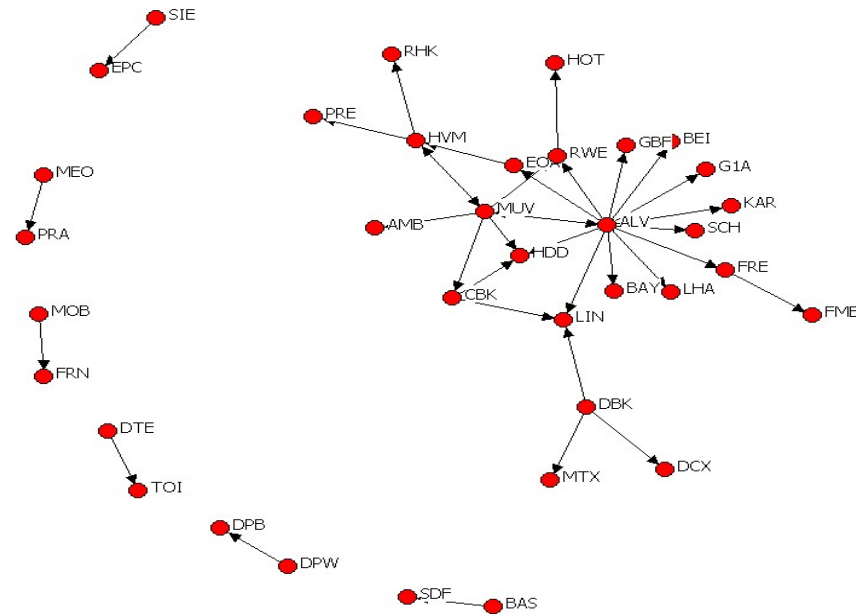 SIE
EPC
RHK
HOT
PRE
HVM
GBF
BEI
EOA
RWE
G1A
MEO
MUV
KAR
AMB
ALV
SCH
PRA
HDD
FRE
BAY
LHA
CBK
MOB
LIN
FME
FRN
DBK
DTE
DCX
MTX
TOI
DPB
DPW
SDF
BAS